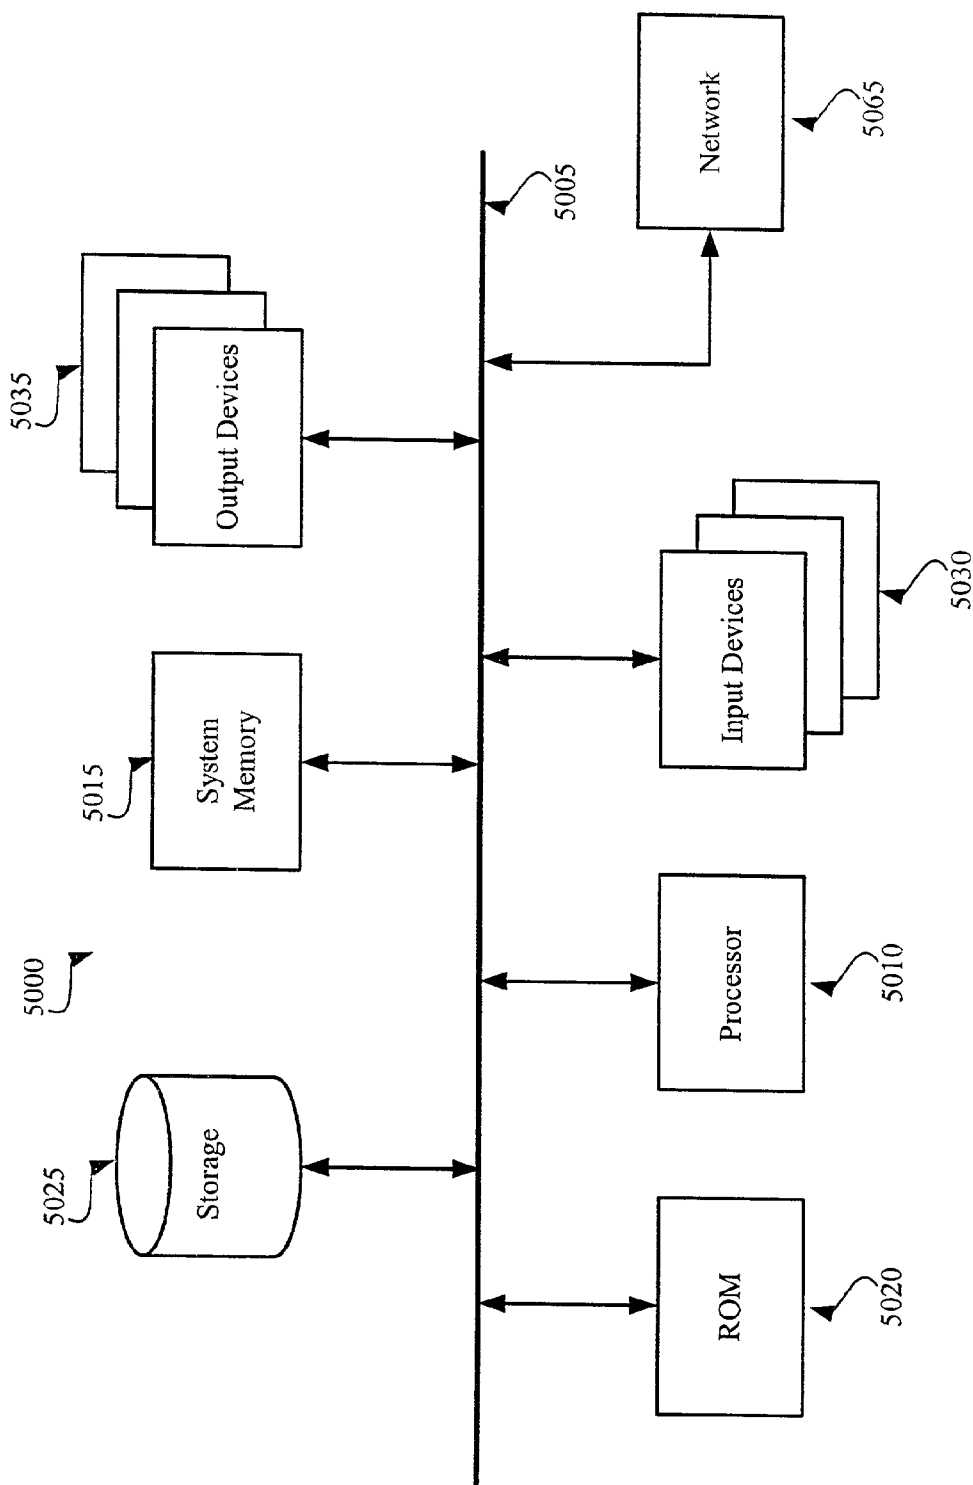 5000
5025
Storage
5015
System
Memory
5035
Output Devices
5005
ROM
5020
Processor
5010
Input Devices
5030
Network
5065